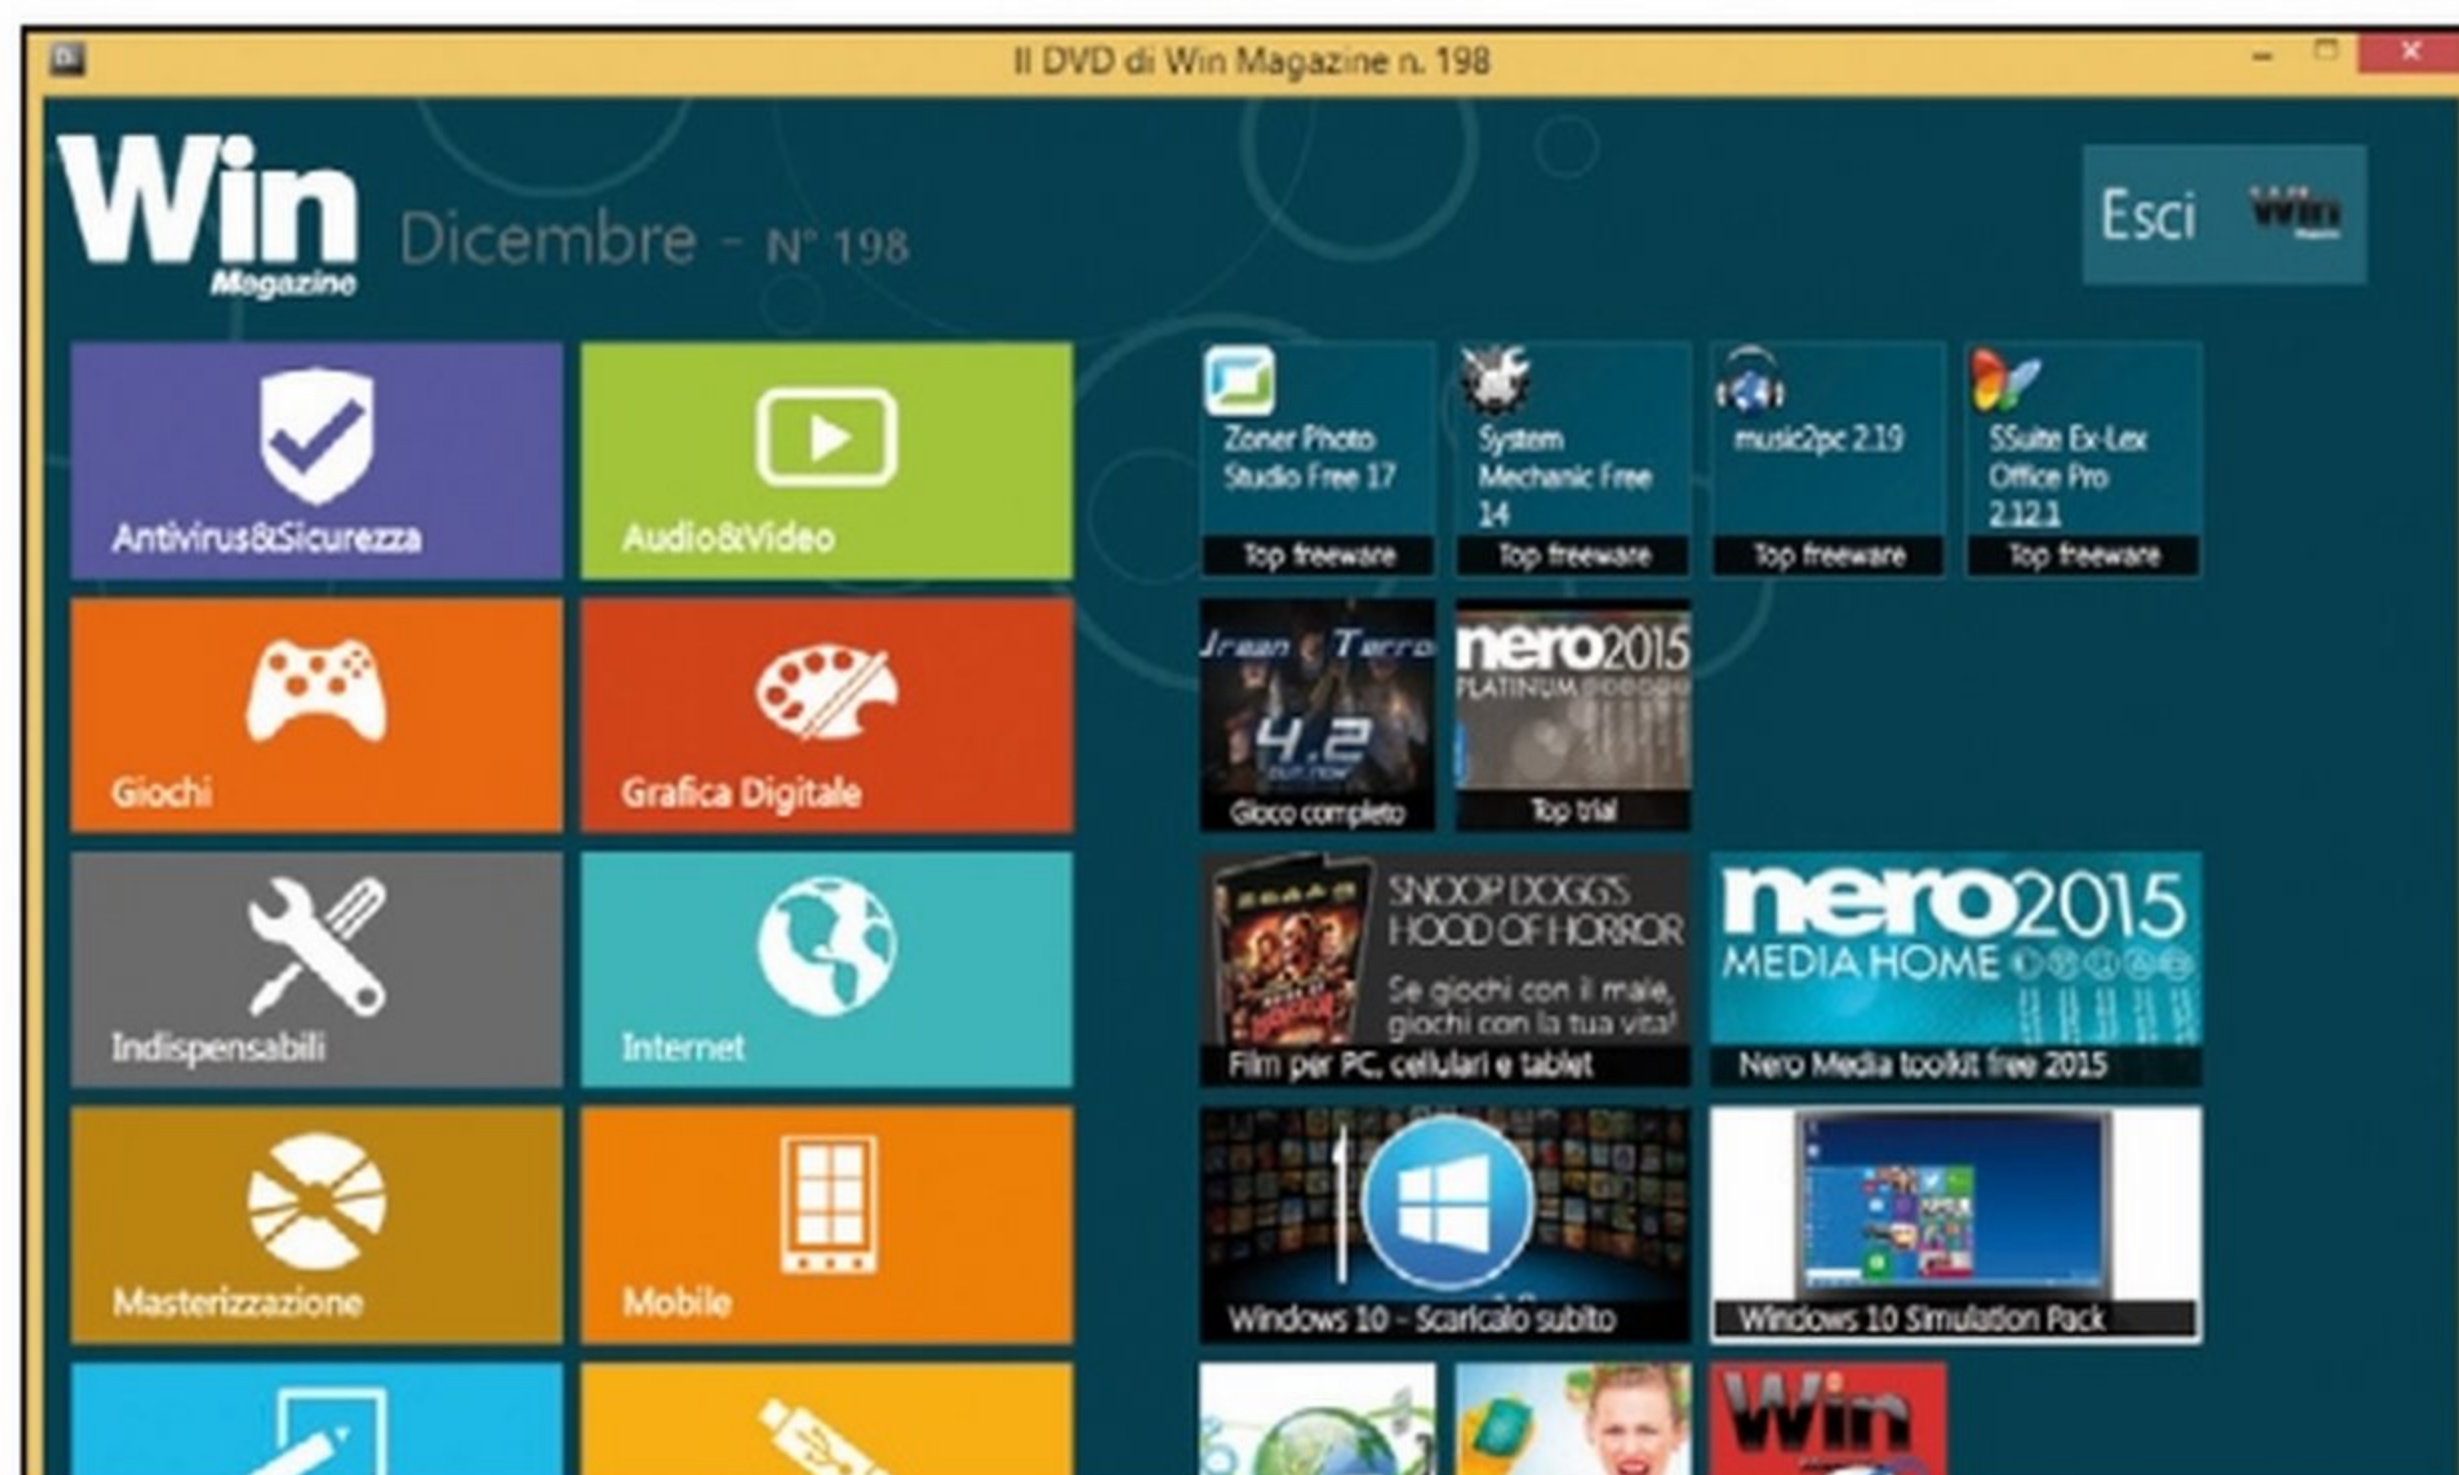 Il DVD di Win Magazine n. 198
Win
Magazine
Dicembre - N° 198
Esci
Win
Antivirus&Sicurezza
Audio&Video
Zoner Photo
Studio Free 17
Top freeware
System
Mechanic Free
14
Top freeware
music2pc 2.19
Top freeware
SSuite Ex-Lex
Office Pro
2.12.1
Top freeware
Giochi
Grafica Digitale
4.2
Gioco completo
nero2015
PLATINUM
Top trial
Indispensabili
Internet
SNOOP DOGG'S
HOOD OF HORROR
Se giochi con il male,
giochi con la tua vita!
Film per PC, cellulari e tablet
nero2015
MEDIA HOME
Nero Media toolkit free 2015
Masterizzazione
Mobile
Windows 10 - Scaricalo subito
Windows 10 Simulation Pack
Win